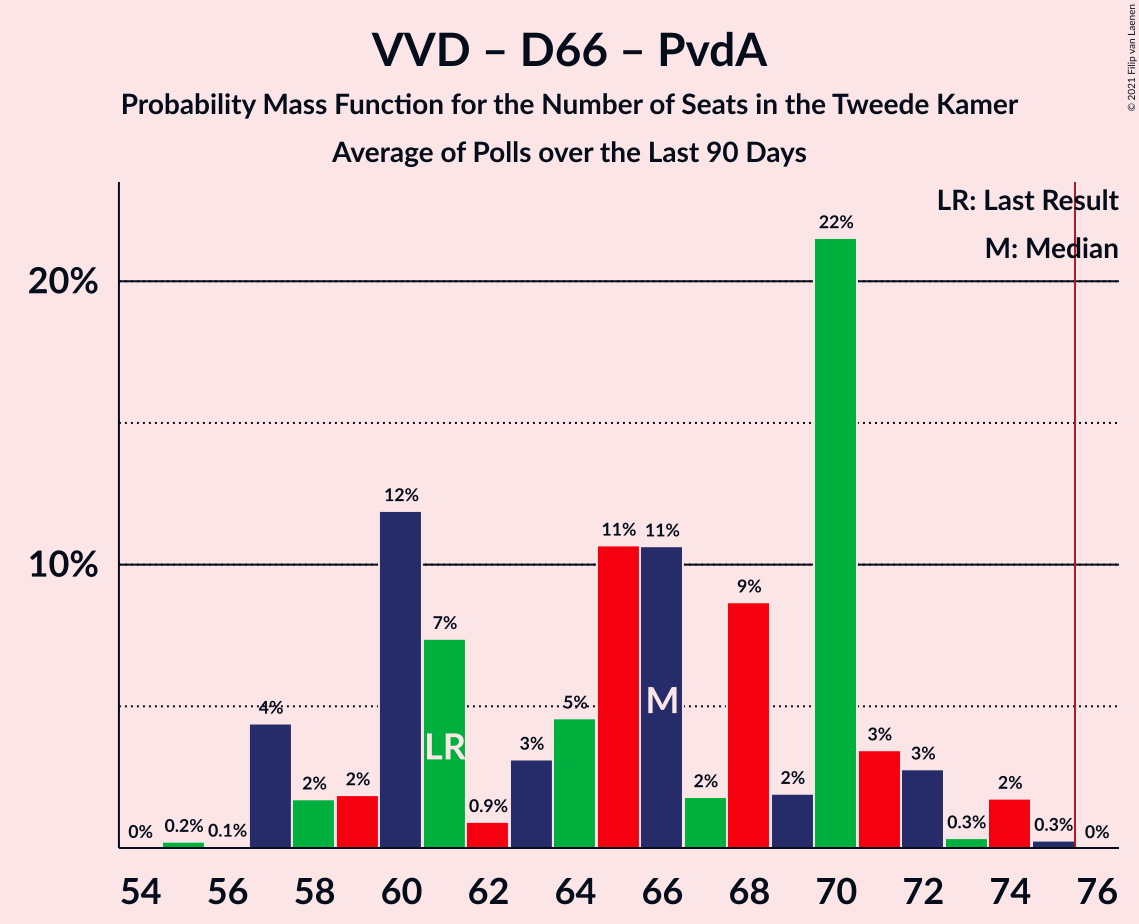 VVD – D66 – PvdA
Probability Mass Function for the Number of Seats in the Tweede Kamer
Average of Polls over the Last 90 Days
© 2021 Filip van Laenen
LR: Last Result
M: Median
20%
10%
0%
0.2%
0.1%
4%
2%
2%
12%
7%
0.9%
3%
5%
11%
11%
2%
9%
2%
22%
3%
3%
0.3%
2%
0.3%
0%
LR
M
54 56 58 60 62 64 66 68 70 72 74 76